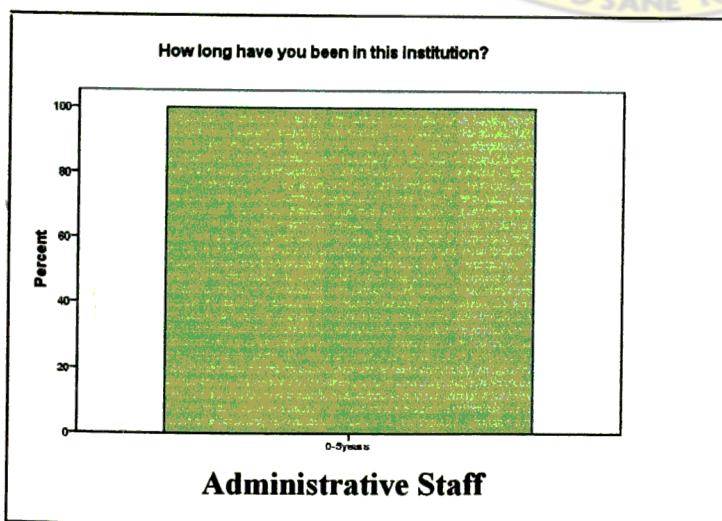 O SANE
How long have you been in this institution?
100
80
60
40
20
0
Percent
0-5years
Administrative Staff